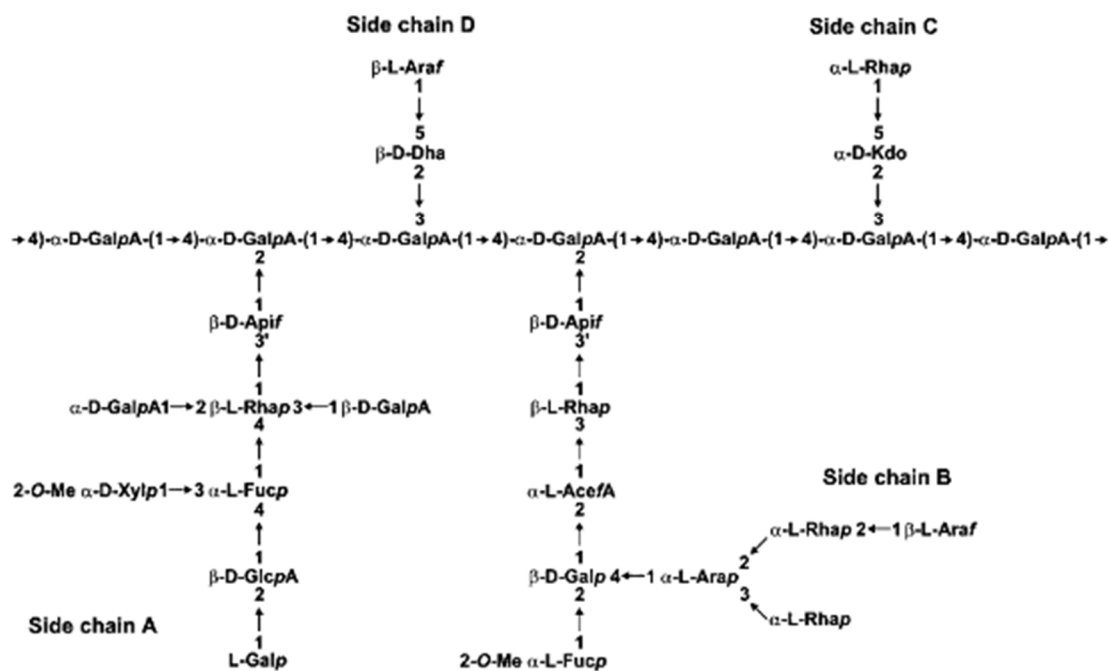 Side chain D Side chain C
β-L-Araf α-L-Rhap
1 1
5 5
β-D-Dha α-D-Kdo
2 2
3 3
→ 4)-α-D-GalpA-(1→ 4)-α-D-GalpA-(1→ 4)-α-D-GalpA-(1→ 4)-α-D-GalpA-(1→ 4)-α-D-GalpA-(1→ 4)-α-D-GalpA-(1→ 4)-α-D-GalpA-(1→
2 2
1 1
β-D-Apif β-D-Apif
3' 3'
1 1
α-D-GalpA1→2 β-L-Rhap 3←1 β-D-GalpA β-L-Rhap
4 3
1 1
2-O-Me α-D-Xylp1→3 α-L-Fucp α-L-AcefA Side chain B
4 2
α-L-Rhap 2←1 β-L-Araf
1 1 2
β-D-GlcpA β-D-Galp 4←1 α-L-Arap
2 2 3
Side chain A α-L-Rhap
1 1
L-Galp 2-O-Me α-L-Fucp